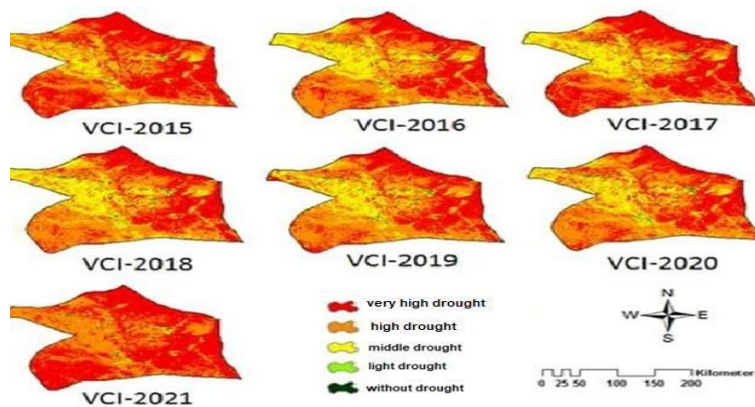 VCI-2015
VCI-2016
VCI-2017
VCI-2018
VCI-2019
VCI-2020
VCI-2021
very high drought
high drought
middle drought
light drought
without drought
N
W E
S
Kilometers
0 25 50 100 150 200